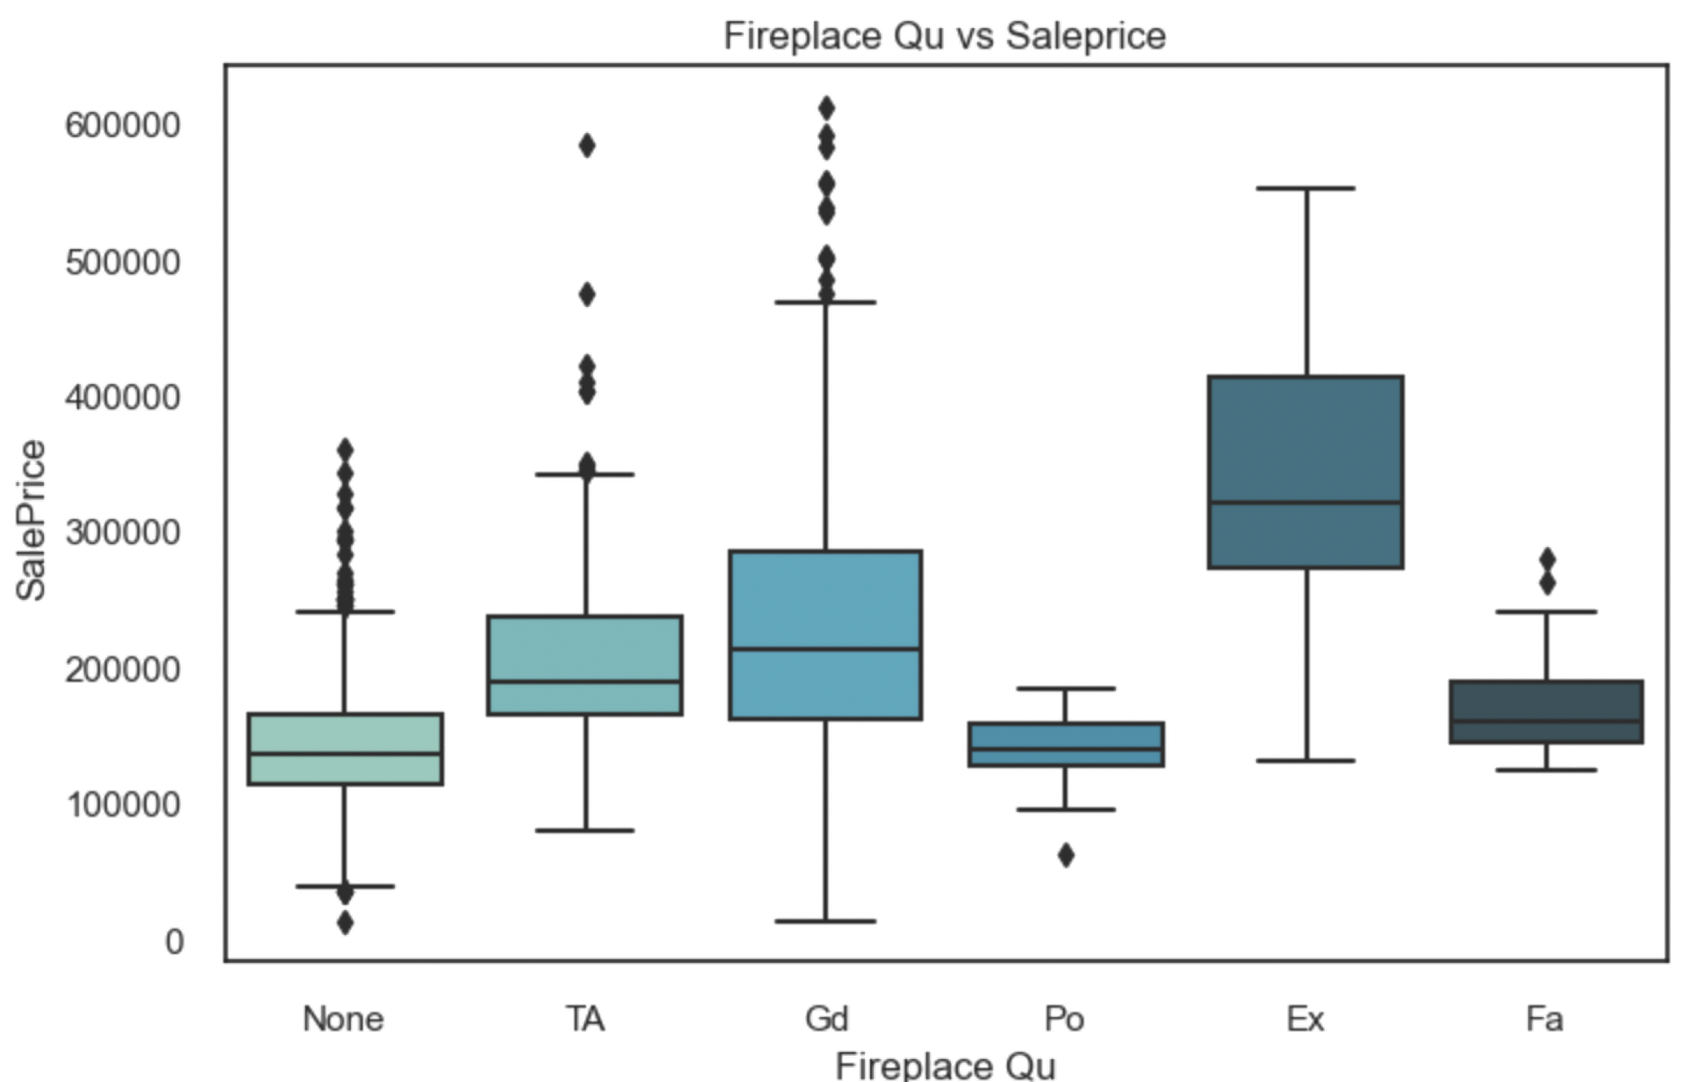 Fireplace Qu vs Saleprice
600000
500000
400000
300000
200000
100000
0
SalePrice
None TA Gd Po Ex Fa
Fireplace Qu